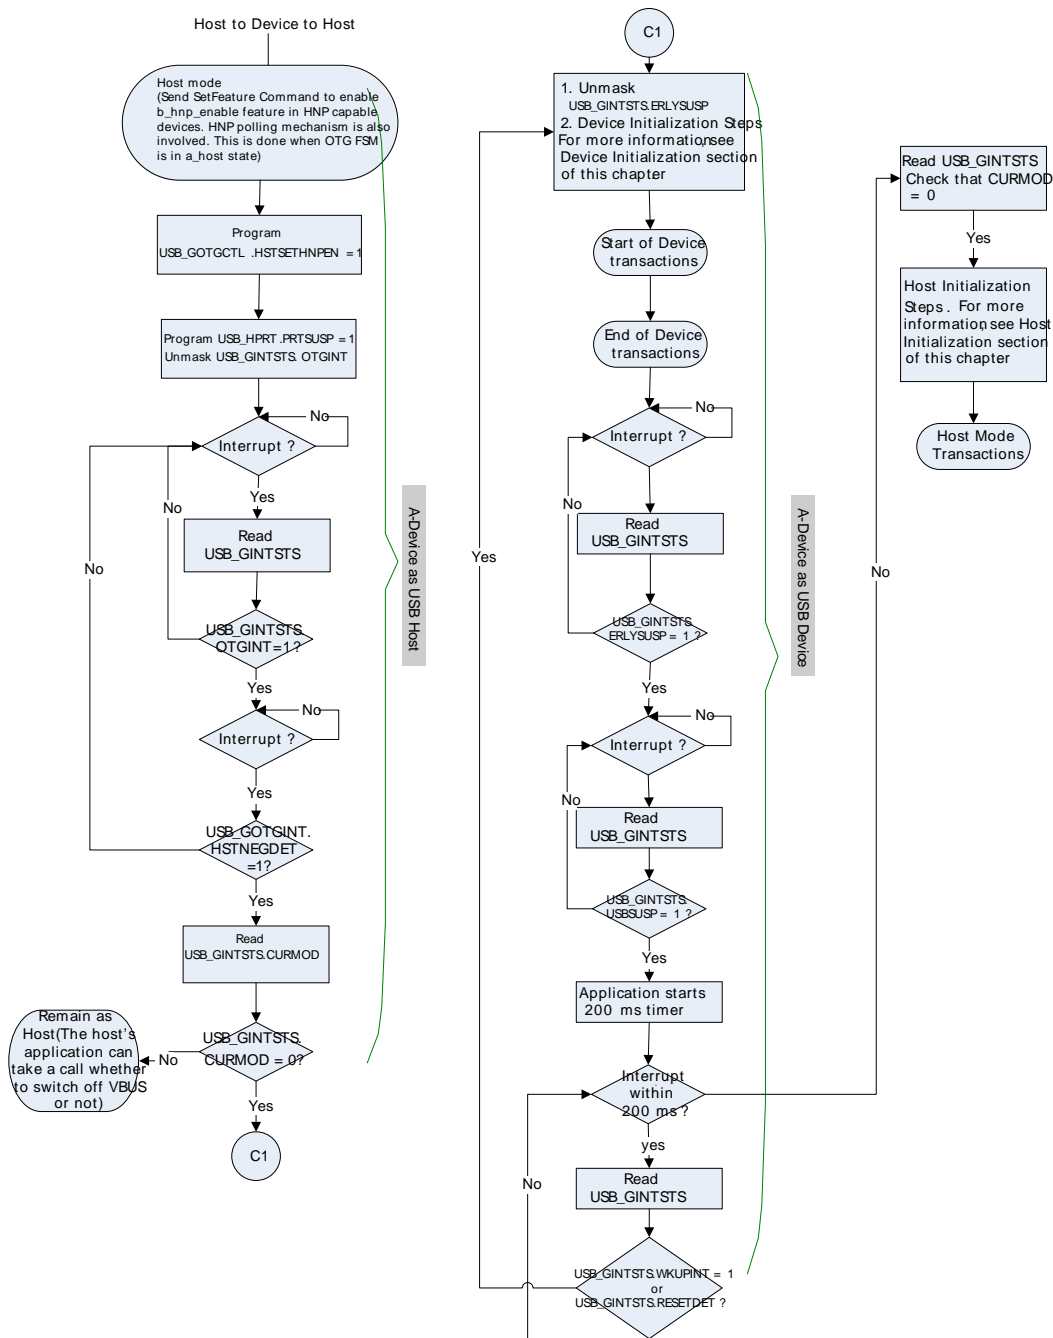 Host to Device to Host
Host mode
(Send SetFeature Command to enable
b_hnp_enable feature in HNP capable
devices. HNP polling mechanism is also
involved. This is done when OTG FSM
is in a_host state)
Program
USB_GOTGCTL .HSTSETHNPEN = 1
Program USB_HPRT .PRTSUSP = 1
Unmask USB_GINTSTS. OTGINT
No
Interrupt ?
Yes
No
Read
USB_GINTSTS
No
USB_GINTSTS.
OTGINT=1?
Yes
No
Interrupt ?
Yes
USB_GOTGINT.
HSTNEGDET
=1?
Yes
Read
USB_GINTSTS.CURMOD
USB_GINTSTS.
CURMOD = 0?
No
Remain as
Host(The host's
application can
take a call whether
to switch off VBUS
or not)
Yes
C1
A-Device as USB Host
C1
1. Unmask
USB_GINTSTS.ERLYSUSP
2. Device Initialization Steps
For more information, see
Device Initialization section
of this chapter
Start of Device
transactions
End of Device
transactions
No
Interrupt ?
No
Read
USB_GINTSTS
Yes
USB_GINTSTS.
ERLYSUSP = 1 ?
Yes
No
Interrupt ?
No
Read
USB_GINTSTS
USB_GINTSTS.
USBSUSP = 1 ?
Yes
Application starts
200 ms timer
Interrupt
within
200 ms ?
yes
No
Read
USB_GINTSTS
USB_GINTSTS.WKUPINT = 1
or
USB_GINTSTS.RESETDET ?
A-Device as USB Device
No
Read USB_GINTSTS
Check that CURMOD
= 0
Yes
Host Initialization
Steps. For more
information, see Host
Initialization section
of this chapter
Host Mode
Transactions